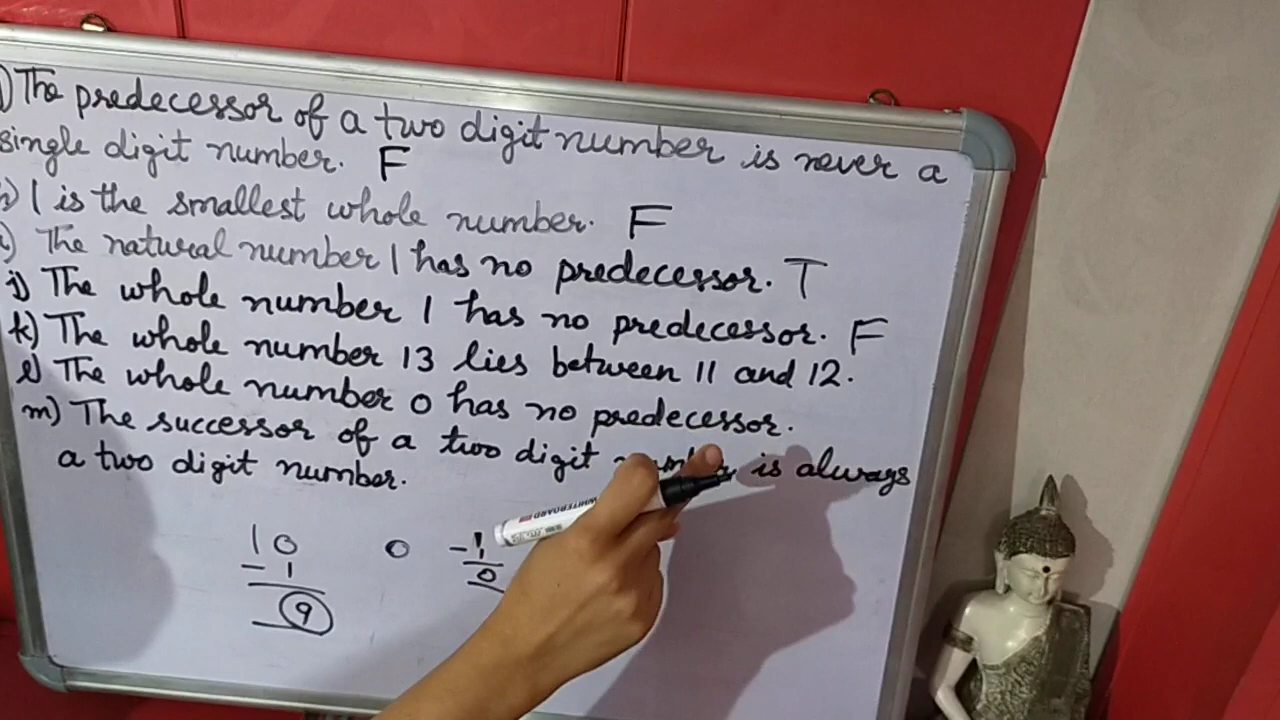 ) The predecessor of a two digit number is never a
single digit number. F
h) 1 is the smallest whole number. F
i) The natural number 1 has no predecessor. T
j) The whole number 1 has no predecessor. F
k) The whole number 13 lies between 11 and 12.
l) The whole number 0 has no predecessor.
m) The successor of a two digit number is always
a two digit number.
10 0 1
- 1 - 1
9 0
WHITEBOARD